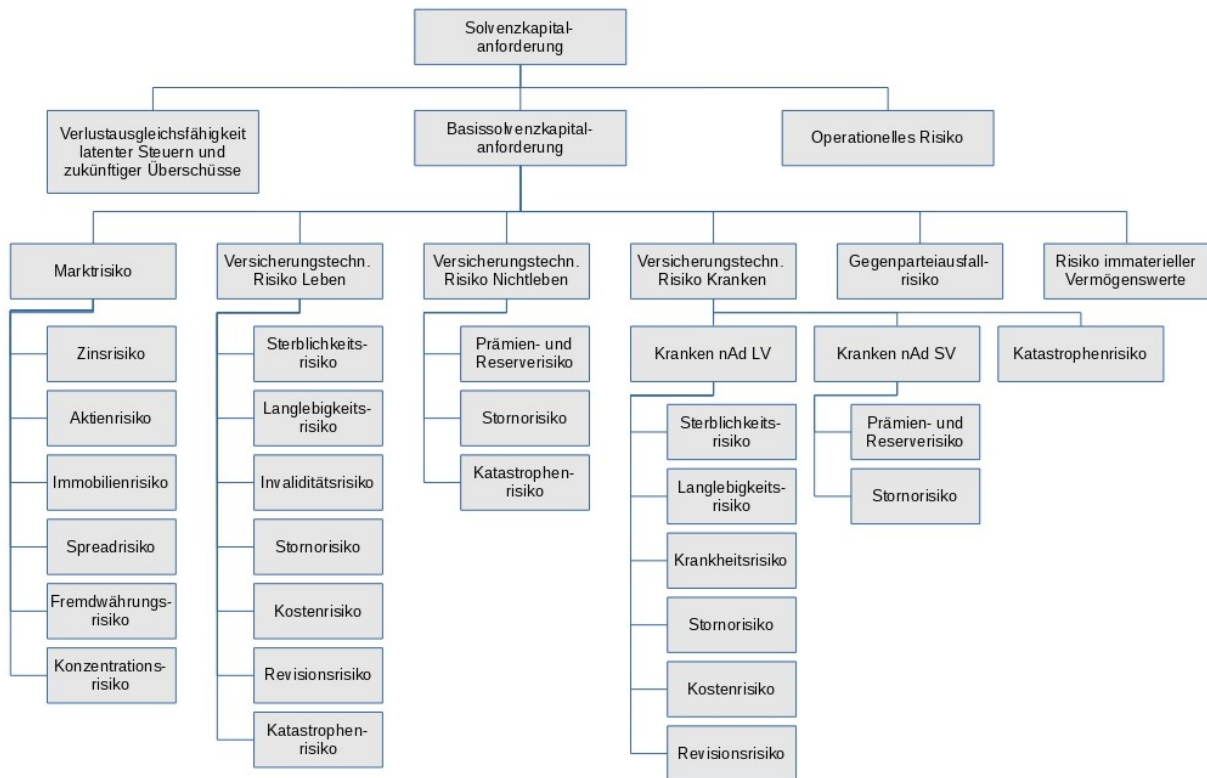 Solvenzkapital-
anforderung
Verlustausgleichsfähigkeit
latenter Steuern und
zukünftiger Überschüsse
Basissolvenzkapital-
anforderung
Operationelles Risiko
Marktrisiko
Versicherungstechn.
Risiko Leben
Versicherungstechn.
Risiko Nichtleben
Versicherungstechn.
Risiko Kranken
Gegenparteiausfall-
risiko
Risiko immaterieller
Vermögenswerte
Zinsrisiko
Aktienrisiko
Immobilienrisiko
Spreadrisiko
Fremdwährungs-
risiko
Konzentrations-
risiko
Sterblichkeits-
risiko
Langlebigkeits-
risiko
Invaliditätsrisiko
Stornorisiko
Kostenrisiko
Revisionsrisiko
Katastrophen-
risiko
Prämien- und
Reserverisiko
Stornorisiko
Katastrophen-
risiko
Kranken nAd LV
Sterblichkeits-
risiko
Langlebigkeits-
risiko
Krankheitsrisiko
Stornorisiko
Kostenrisiko
Revisionsrisiko
Kranken nAd SV
Prämien- und
Reserverisiko
Stornorisiko
Katastrophenrisiko